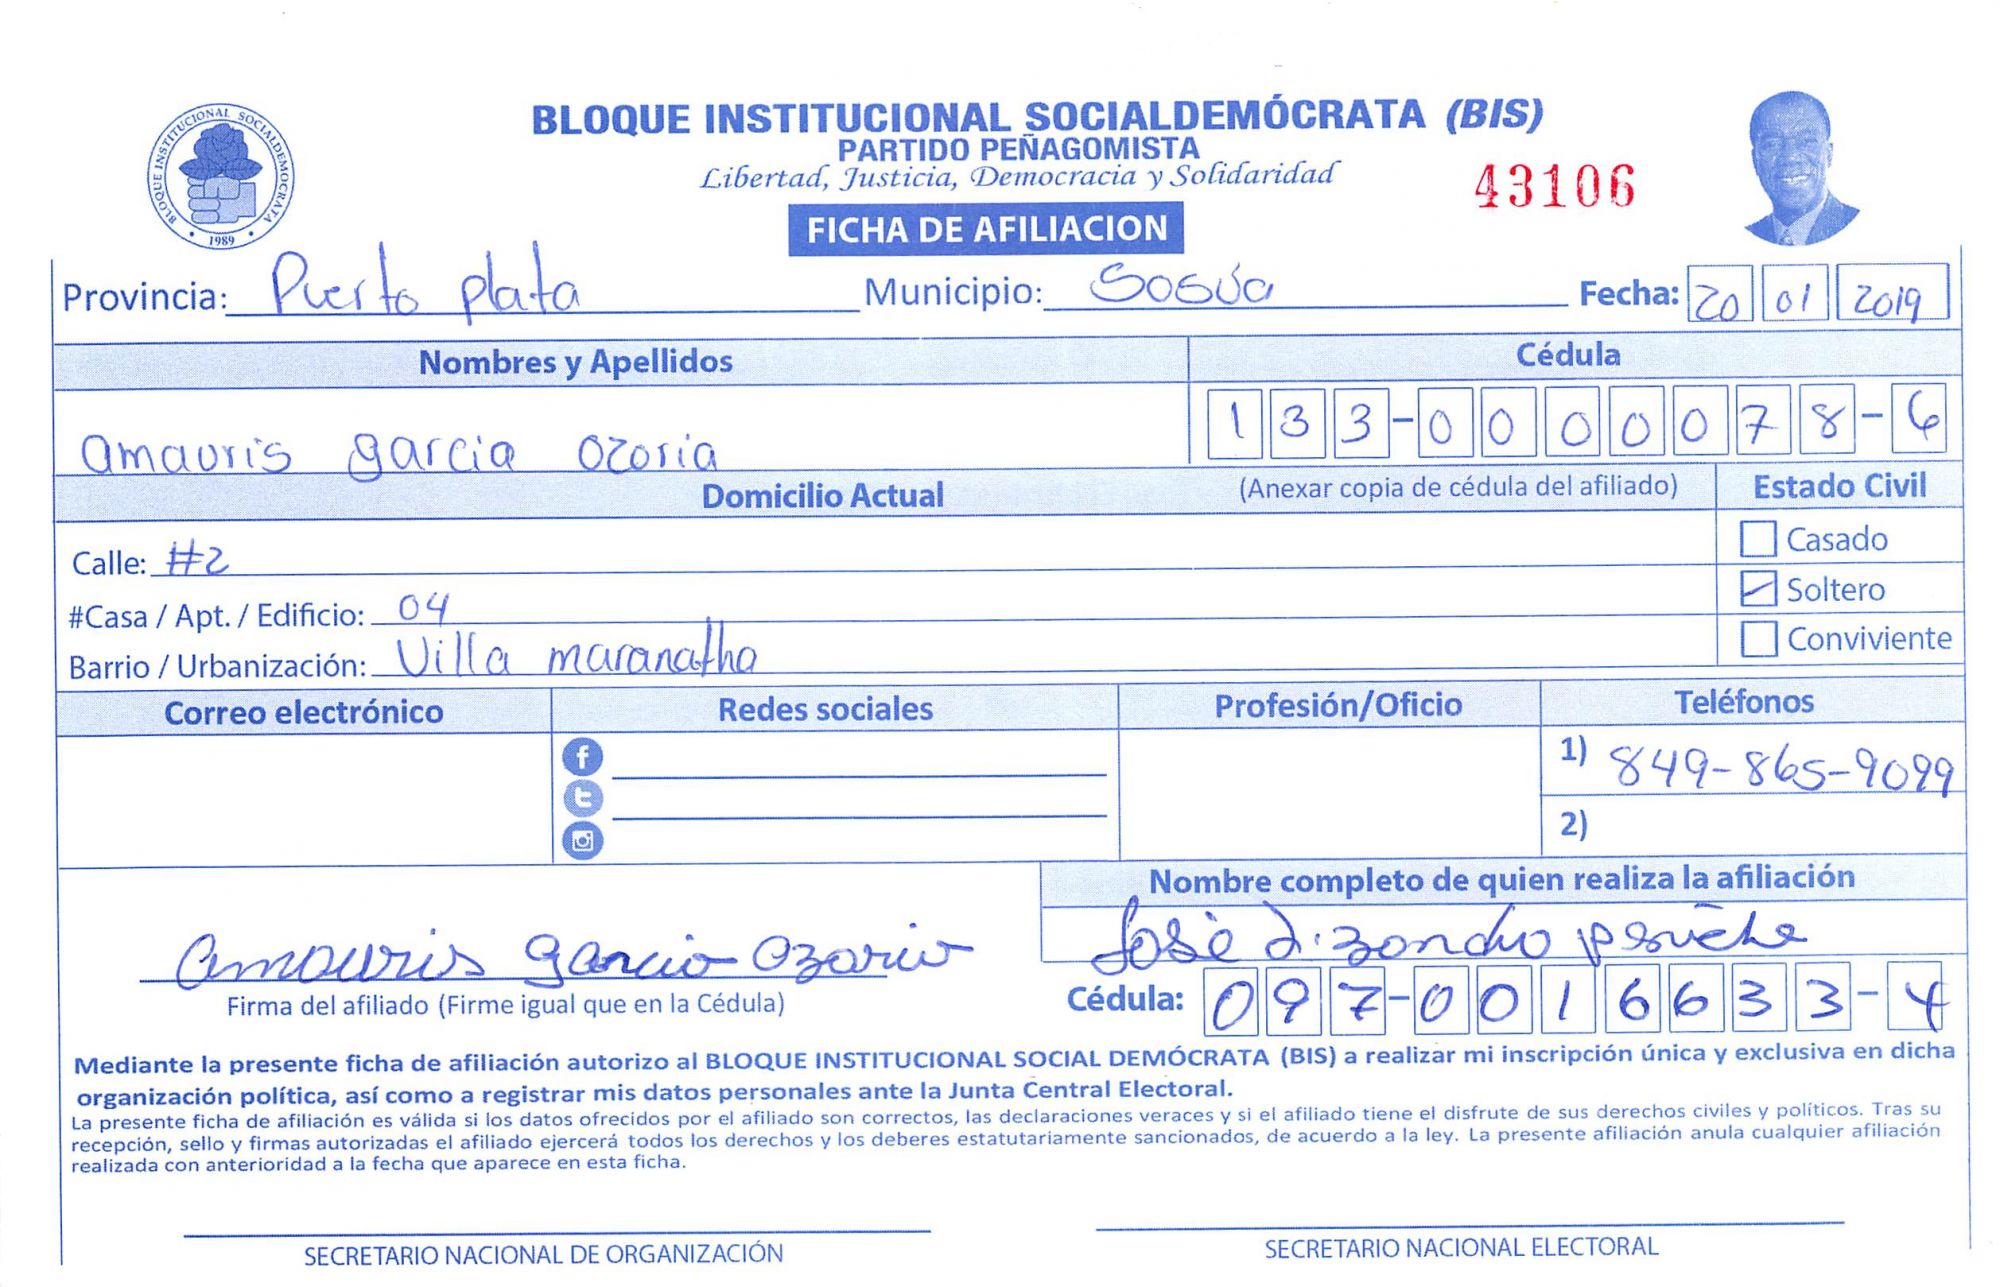 BLOQUE INSTITUCIONAL SOCIALDEMOCRATA
1989
BLOQUE INSTITUCIONAL SOCIALDEMÓCRATA (BIS)
PARTIDO PEÑAGOMISTA
Libertad, Justicia, Democracia y Solidaridad
43106
FICHA DE AFILIACION
Provincia: Puerto plata Municipio: Sosúa Fecha: 20 01 2019
Nombres y Apellidos Cédula
amauris garcia ozoria 133-0000078-6
Domicilio Actual (Anexar copia de cédula del afiliado) Estado Civil
Calle: #2 Casado
#Casa / Apt. / Edificio: 04 Soltero
Barrio / Urbanización: Villa maranatha Conviviente
Correo electrónico Redes sociales Profesión/Oficio Teléfonos
1) 849-865-9099
2)
Nombre completo de quien realiza la afiliación
José
amauris garcia Ozoria
Firma del afiliado (Firme igual que en la Cédula) Cédula: 097-0016633-4
Mediante la presente ficha de afiliación autorizo al BLOQUE INSTITUCIONAL SOCIAL DEMÓCRATA (BIS) a realizar mi inscripción única y exclusiva en dicha
organización política, así como a registrar mis datos personales ante la Junta Central Electoral.
La presente ficha de afiliación es válida si los datos ofrecidos por el afiliado son correctos, las declaraciones veraces y si el afiliado tiene el disfrute de sus derechos civiles y políticos. Tras su
recepción, sello y firmas autorizadas el afiliado ejercerá todos los derechos y los deberes estatutariamente sancionados, de acuerdo a la ley. La presente afiliación anula cualquier afiliación
realizada con anterioridad a la fecha que aparece en esta ficha.
SECRETARIO NACIONAL DE ORGANIZACIÓN SECRETARIO NACIONAL ELECTORAL